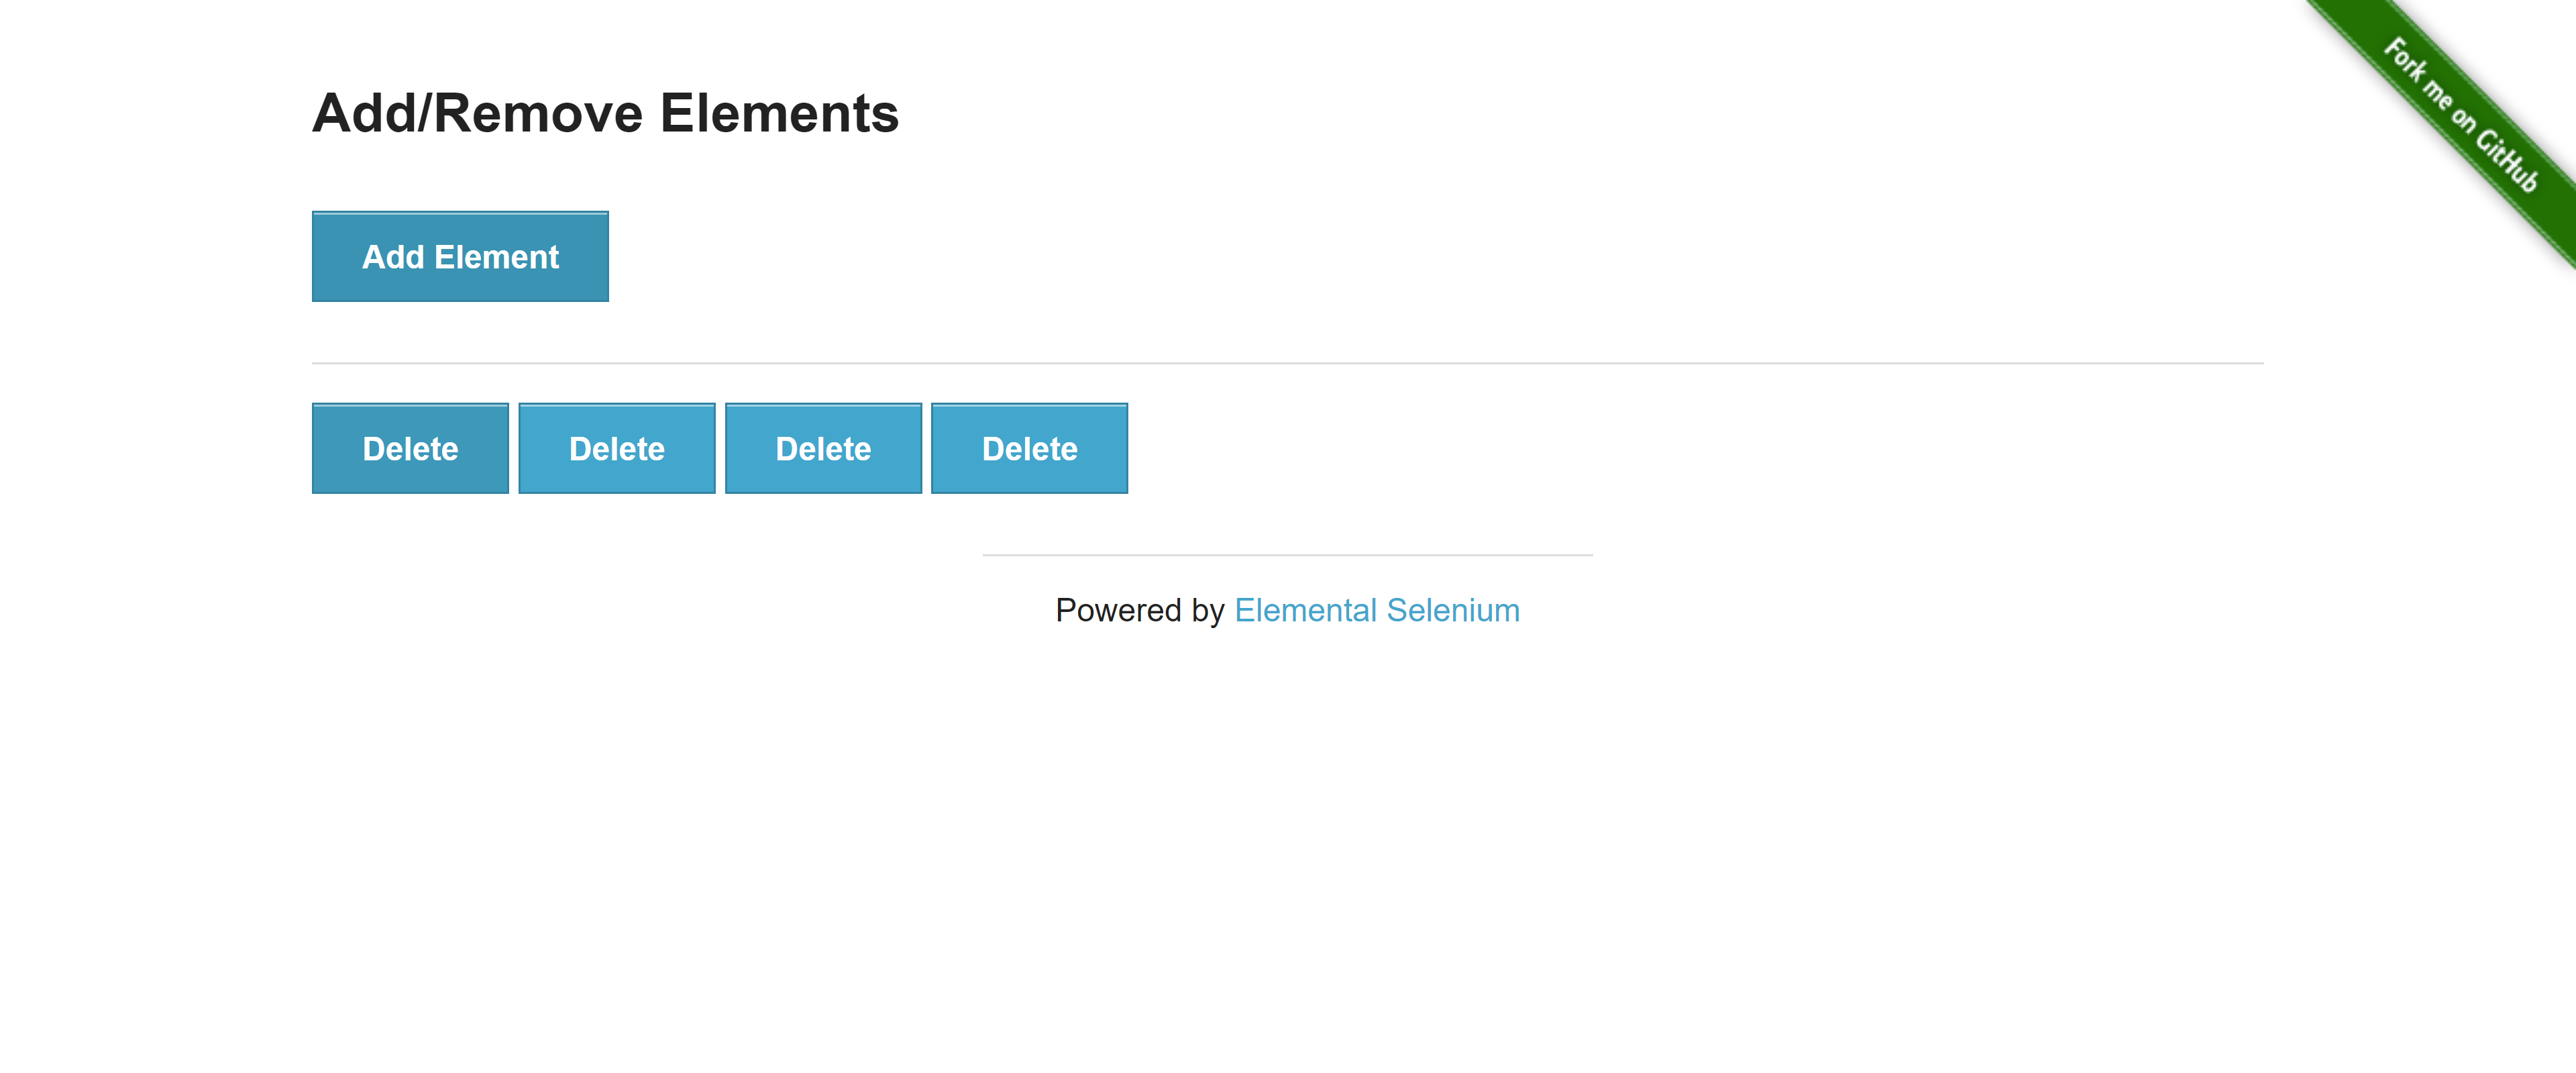 Fork me on GitHub
Add/Remove Elements
Add Element
Delete Delete Delete Delete
Powered by Elemental Selenium